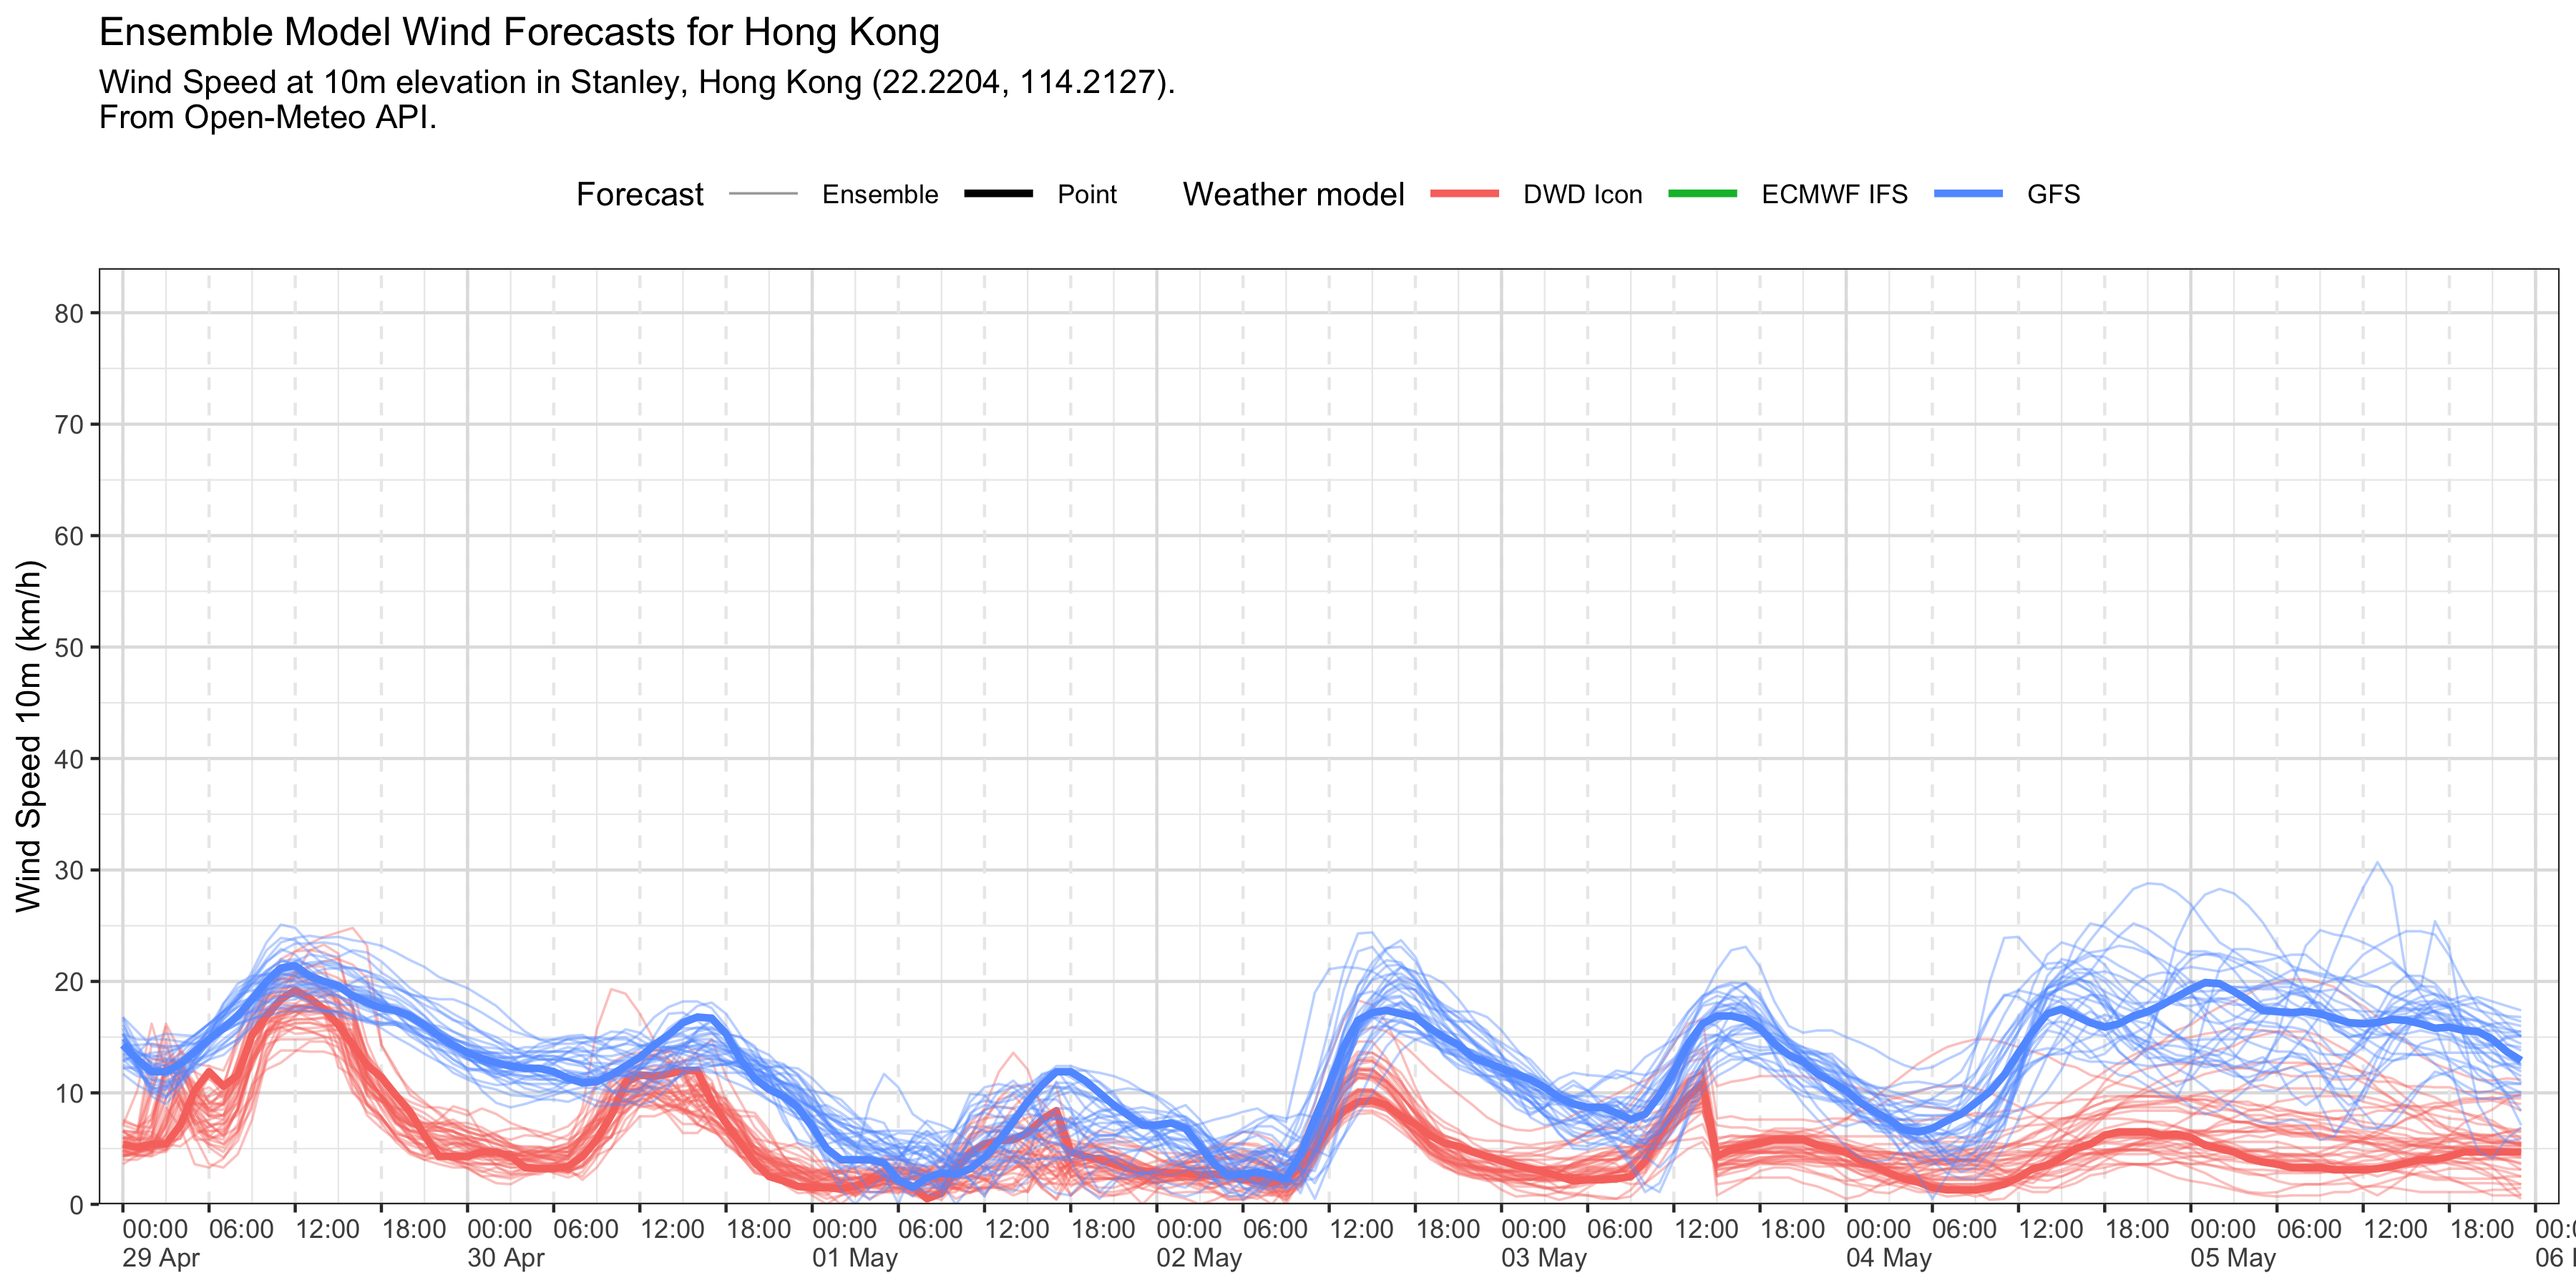 Ensemble Model Wind Forecasts for Hong Kong
Wind Speed at 10m elevation in Stanley, Hong Kong (22.2204, 114.2127).
From Open-Meteo API.
Forecast Ensemble Point Weather model DWD Icon ECMWF IFS GFS
Wind Speed 10m (km/h)
80
70
60
50
40
30
20
10
0
00:00 06:00 12:00 18:00 00:00 06:00 12:00 18:00 00:00 06:00 12:00 18:00 00:00 06:00 12:00 18:00 00:00 06:00 12:00 18:00 00:00 06:00 12:00 18:00 00:00 06:00 12:00 18:00
29 Apr 30 Apr 01 May 02 May 03 May 04 May 05 May 06